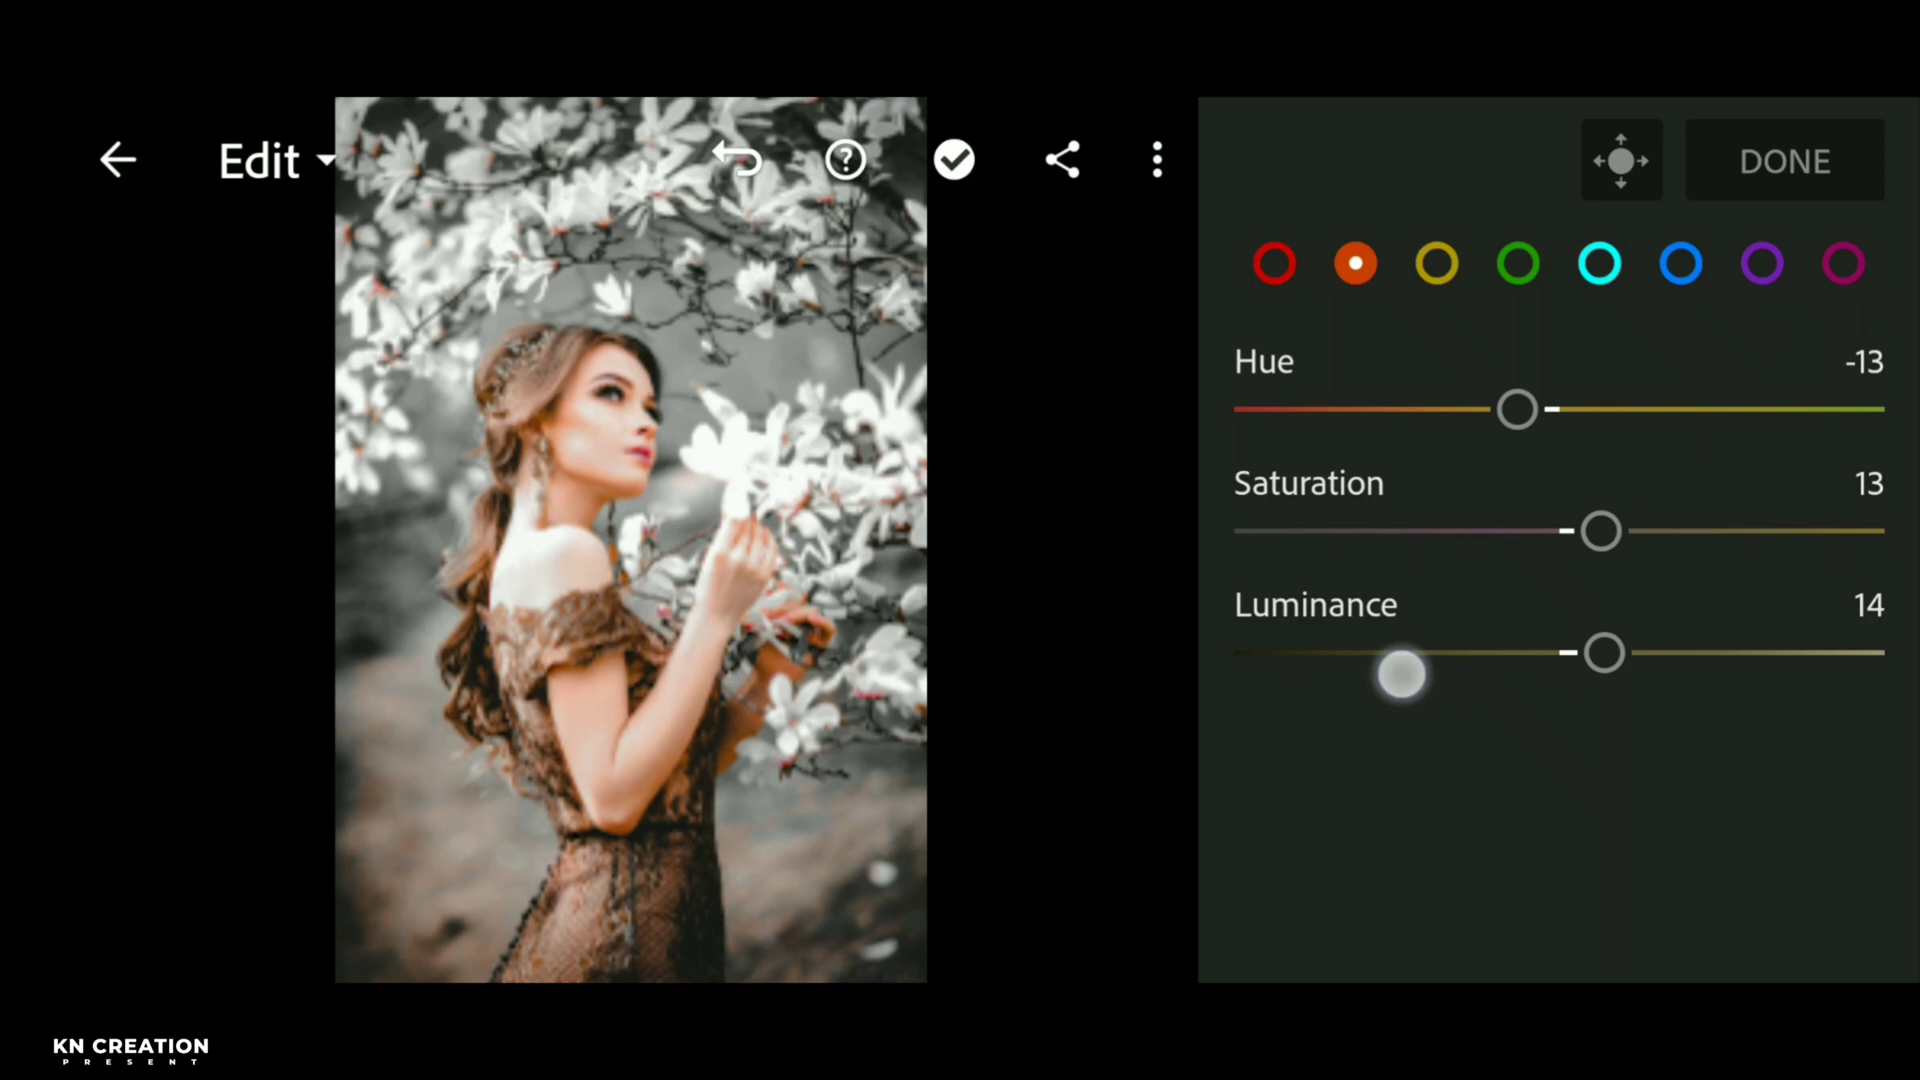 Edit
DONE
Hue -13
Saturation 13
Luminance 14
KN CREATION
PRESENT